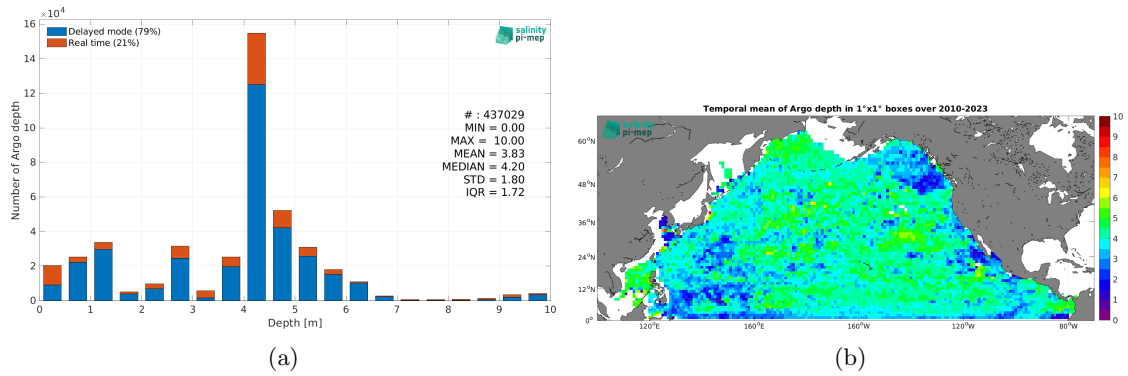 ×10⁴
16
14
12
10
8
6
4
2
0
Number of Argo depth
Delayed mode (79%)
Real time (21%)
salinity
pi-mep
# : 437029
MIN = 0.00
MAX = 10.00
MEAN = 3.83
MEDIAN = 4.20
STD = 1.80
IQR = 1.72
0 1 2 3 4 5 6 7 8 9 10
Depth [m]
(a)
Temporal mean of Argo depth in 1°x1° boxes over 2010-2023
salinity
pi-mep
60°N
48°N
36°N
24°N
12°N
0°
120°E 160°E 160°W 120°W 80°W
10
9
8
7
6
5
4
3
2
1
0
(b)